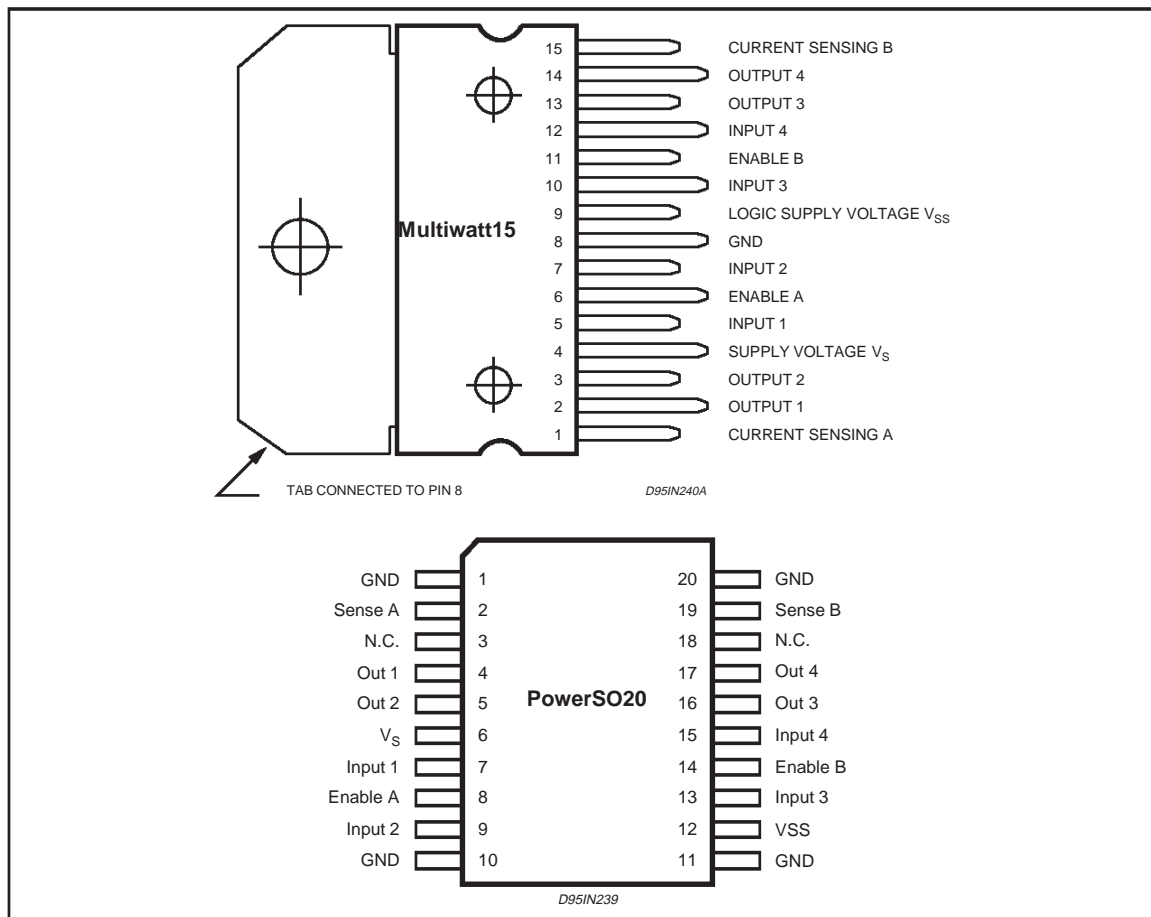 15 CURRENT SENSING B
14 OUTPUT 4
13 OUTPUT 3
12 INPUT 4
11 ENABLE B
10 INPUT 3
9 LOGIC SUPPLY VOLTAGE VSS
Multiwatt15
8 GND
7 INPUT 2
6 ENABLE A
5 INPUT 1
4 SUPPLY VOLTAGE VS
3 OUTPUT 2
2 OUTPUT 1
1 CURRENT SENSING A
TAB CONNECTED TO PIN 8
D95IN240A
GND 1 20 GND
Sense A 2 19 Sense B
N.C. 3 18 N.C.
Out 1 4 17 Out 4
Out 2 5 PowerSO20 16 Out 3
VS 6 15 Input 4
Input 1 7 14 Enable B
Enable A 8 13 Input 3
Input 2 9 12 VSS
GND 10 11 GND
D95IN239